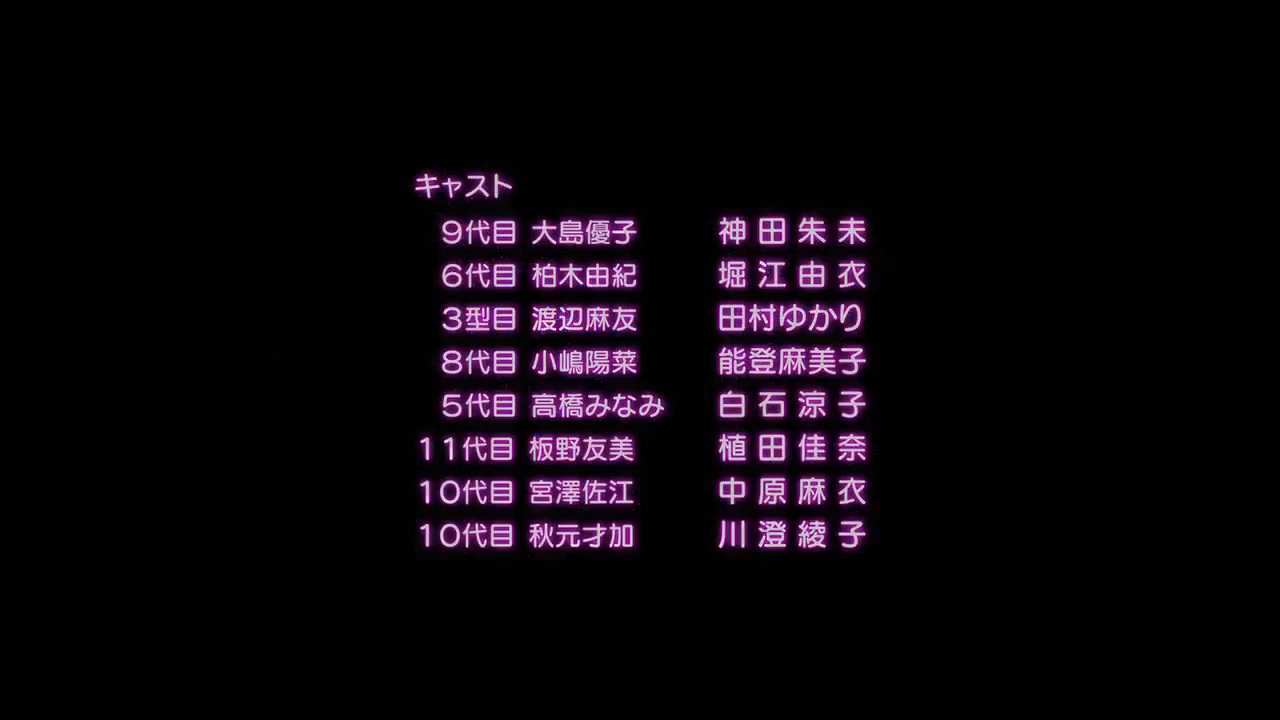 キャスト
9代目 大島優子 神田朱未
6代目 柏木由紀 堀江由衣
3型目 渡辺麻友 田村ゆかり
8代目 小嶋陽菜 能登麻美子
5代目 高橋みなみ 白石涼子
11代目 板野友美 植田佳奈
10代目 宮澤佐江 中原麻衣
10代目 秋元才加 川澄綾子